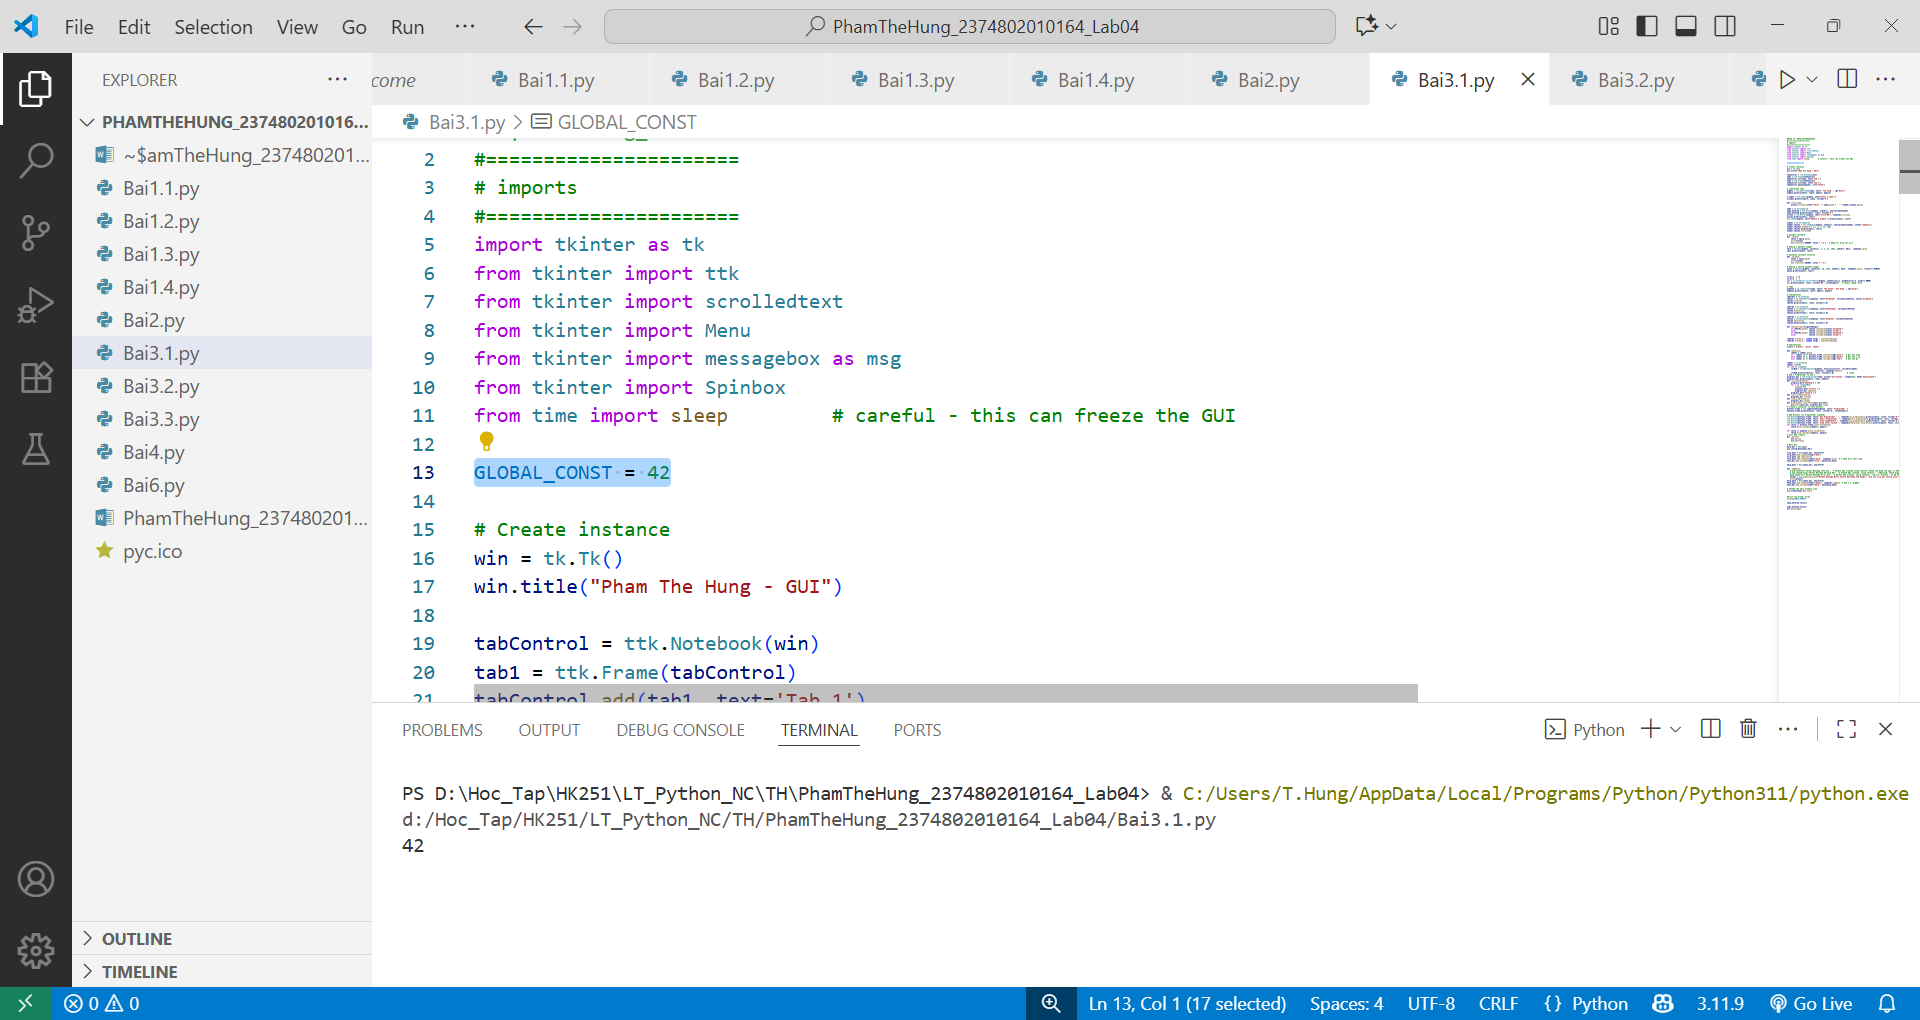 File Edit Selection View Go Run ···
PhamTheHung_2374802010164_Lab04
EXPLORER
PHAMTHEHUNG_237480201016...
~$amTheHung_237480201...
Bai1.1.py
Bai1.2.py
Bai1.3.py
Bai1.4.py
Bai2.py
Bai3.1.py
Bai3.2.py
Bai3.3.py
Bai4.py
Bai6.py
PhamTheHung_237480201...
pyc.ico
OUTLINE
TIMELINE
come Bai1.1.py Bai1.2.py Bai1.3.py Bai1.4.py Bai2.py Bai3.1.py Bai3.2.py
Bai3.1.py > GLOBAL_CONST
2 #======================
3 # imports
4 #======================
5 import tkinter as tk
6 from tkinter import ttk
7 from tkinter import scrolledtext
8 from tkinter import Menu
9 from tkinter import messagebox as msg
10 from tkinter import Spinbox
11 from time import sleep         # careful - this can freeze the GUI
12
13 GLOBAL_CONST = 42
14
15 # Create instance
16 win = tk.Tk()
17 win.title("Pham The Hung - GUI")
18
19 tabControl = ttk.Notebook(win)
20 tab1 = ttk.Frame(tabControl)
21 tabControl.add(tab1, text='Tab 1')
PROBLEMS OUTPUT DEBUG CONSOLE TERMINAL PORTS
Python
PS D:\Hoc_Tap\HK251\LT_Python_NC\TH\PhamTheHung_2374802010164_Lab04> & C:/Users/T.Hung/AppData/Local/Programs/Python/Python311/python.exe
d:/Hoc_Tap/HK251/LT_Python_NC/TH/PhamTheHung_2374802010164_Lab04/Bai3.1.py
42
0 0 Ln 13, Col 1 (17 selected) Spaces: 4 UTF-8 CRLF {} Python 3.11.9 Go Live